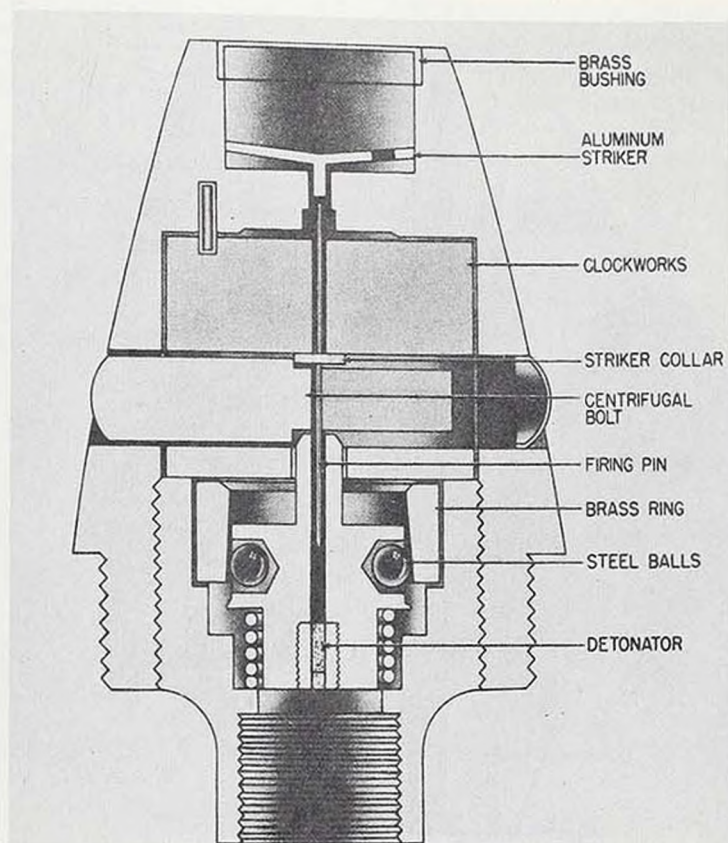 BRASS
BUSHING
ALUMINUM
STRIKER
CLOCKWORKS
STRIKER COLLAR
CENTRIFUGAL
BOLT
FIRING PIN
BRASS RING
STEEL BALLS
DETONATOR